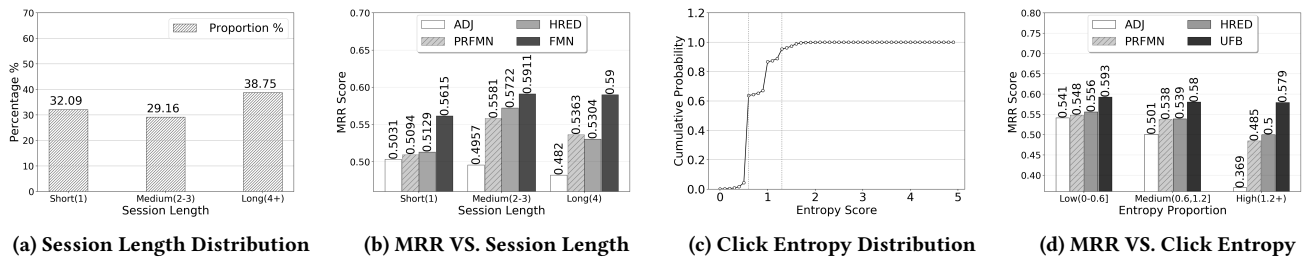 Percentage %
70
60
50
40
30
20
10
0
Proportion %
32.09
29.16
38.75
Short(1) Medium(2-3) Long(4+)
Session Length
(a) Session Length Distribution
MRR Score
0.70
0.65
0.60
0.55
0.50
ADJ HRED
PRFMN FMN
0.5031 0.5094 0.5129 0.5615
0.4957 0.5581 0.5722 0.5911
0.482 0.5363 0.5304 0.59
Short(1) Medium(2-3) Long(4)
Session Length
(b) MRR VS. Session Length
Cumulative Probability
1.2
1.0
0.8
0.6
0.4
0.2
0.0
0 1 2 3 4 5
Entropy Score
(c) Click Entropy Distribution
MRR Score
0.80
0.75
0.70
0.65
0.60
0.55
0.50
0.45
0.40
ADJ HRED
PRFMN UFB
0.541 0.548 0.556 0.593
0.501 0.538 0.539 0.58
0.369 0.485 0.5 0.579
Low(0-0.6] Medium(0.6,1.2] High(1.2+)
Entropy Proportion
(d) MRR VS. Click Entropy